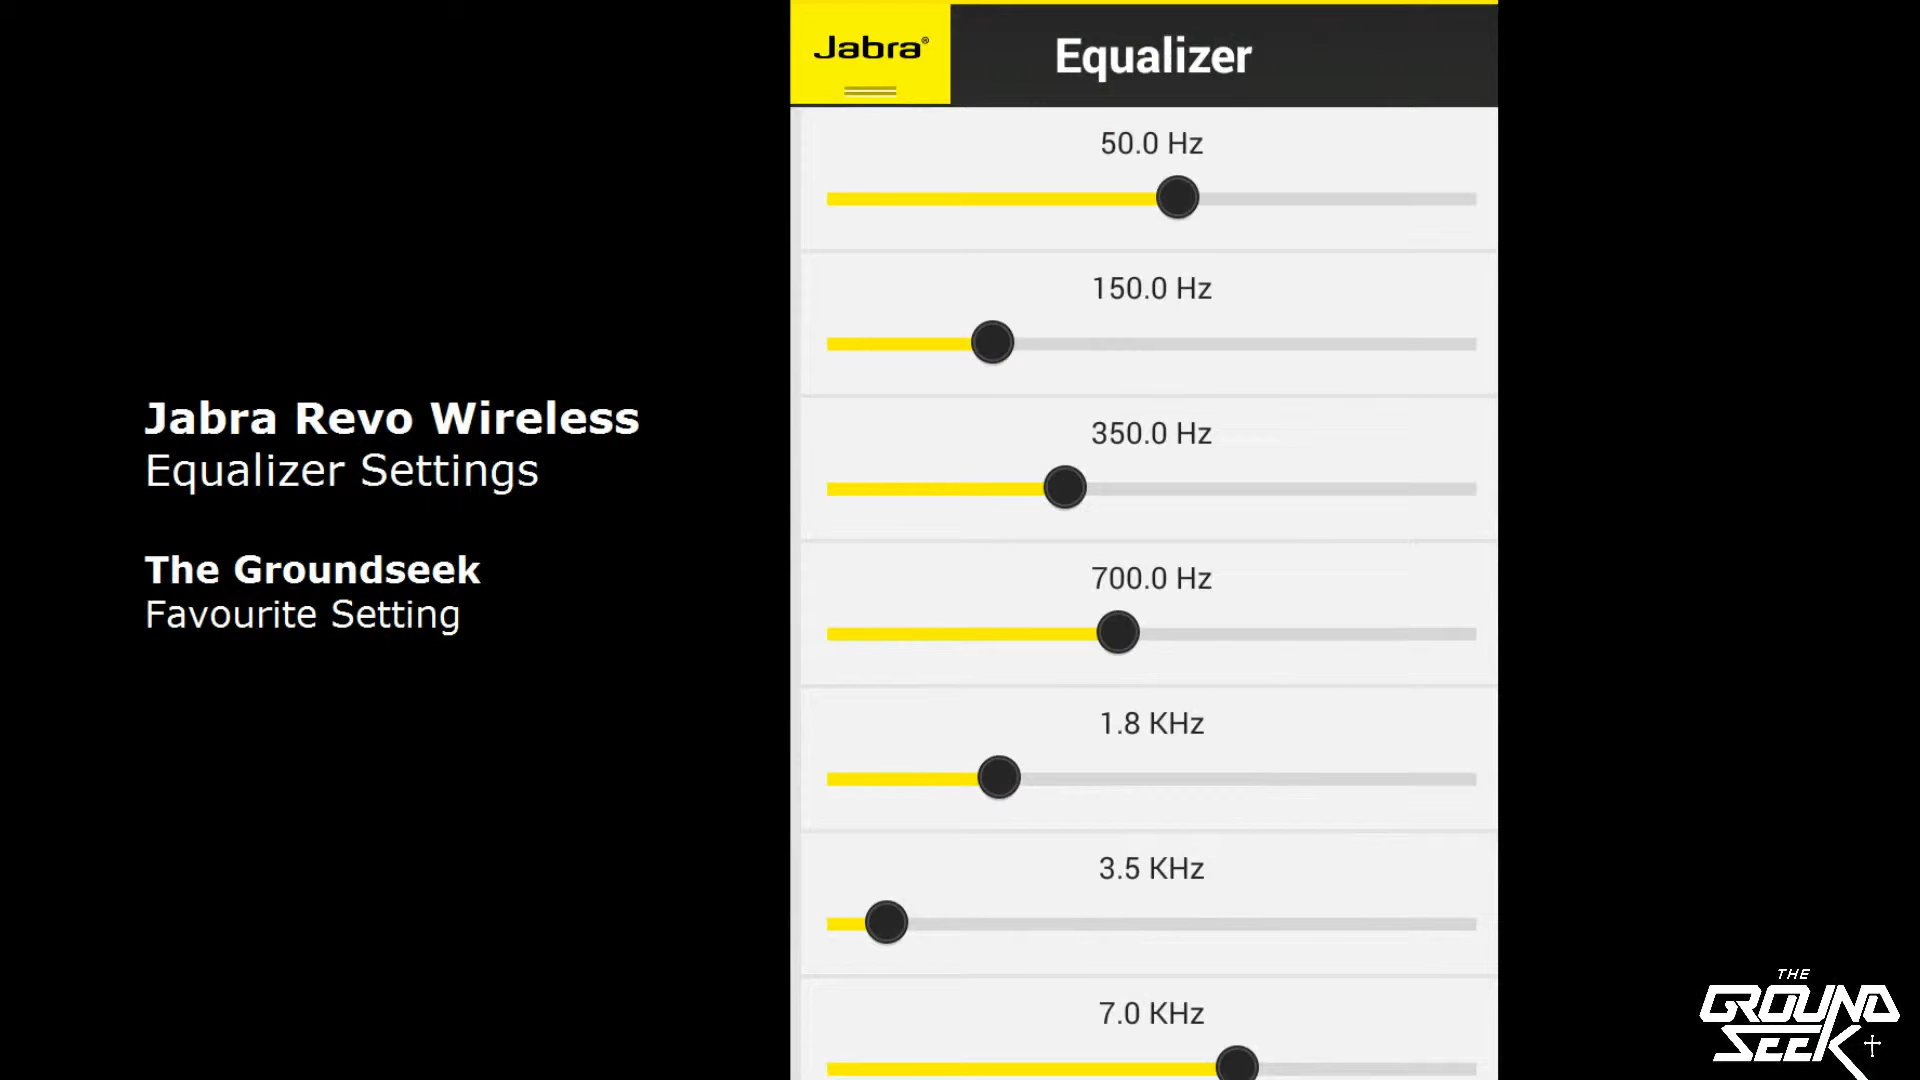 Jabra®
Equalizer
50.0 Hz
150.0 Hz
350.0 Hz
700.0 Hz
1.8 KHz
3.5 KHz
7.0 KHz
Jabra Revo Wireless
Equalizer Settings
The Groundseek
Favourite Setting
THE
GROUND
SEEK